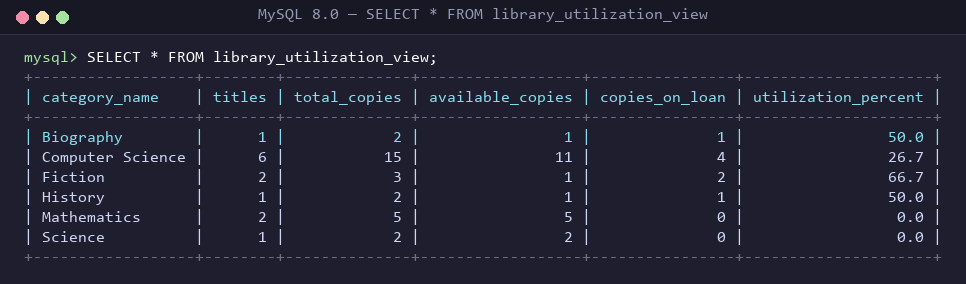 MySQL 8.0 — SELECT * FROM library_utilization_view
mysql> SELECT * FROM library_utilization_view;
+------------------+--------+--------------+------------------+----------------+---------------------+
| category_name    | titles | total_copies | available_copies | copies_on_loan | utilization_percent |
+------------------+--------+--------------+------------------+----------------+---------------------+
| Biography        |      1 |            2 |                1 |              1 |                50.0 |
| Computer Science |      6 |           15 |               11 |              4 |                26.7 |
| Fiction          |      2 |            3 |                1 |              2 |                66.7 |
| History          |      1 |            2 |                1 |              1 |                50.0 |
| Mathematics      |      2 |            5 |                5 |              0 |                 0.0 |
| Science          |      1 |            2 |                2 |              0 |                 0.0 |
+------------------+--------+--------------+------------------+----------------+---------------------+